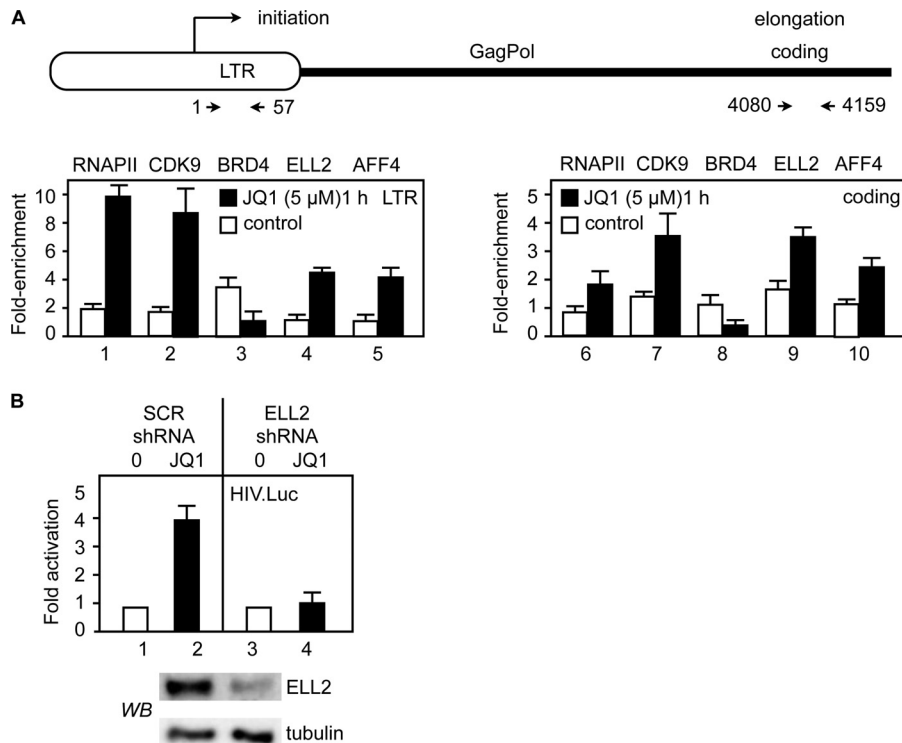 A
initiation
elongation
LTR
GagPol
coding
1
57
4080
4159
RNAPII CDK9 BRD4 ELL2 AFF4
Fold-enrichment
10
8
6
4
2
0
JQ1 (5 µM)1 h LTR
control
1 2 3 4 5
RNAPII CDK9 BRD4 ELL2 AFF4
Fold-enrichment
5
4
3
2
1
0
JQ1 (5 µM)1 h coding
control
6 7 8 9 10
B
SCR
shRNA
0 JQ1
ELL2
shRNA
0 JQ1
Fold activation
5
4
3
2
1
0
HIV.Luc
1 2 3 4
WB
ELL2
tubulin